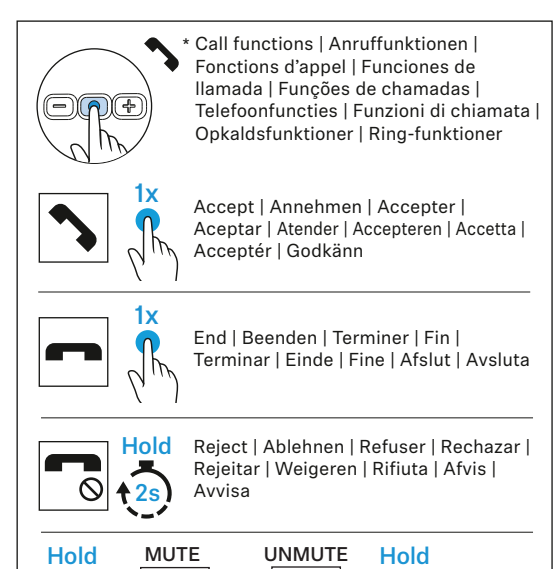 * Call functions | Anruffunktionen |
Fonctions d'appel | Funciones de
llamada | Funções de chamadas |
Telefoonfuncties | Funzioni di chiamata |
Opkaldsfunktioner | Ring-funktioner
1x
Accept | Annehmen | Accepter |
Aceptar | Atender | Accepteren | Accetta |
Acceptér | Godkänn
1x
End | Beenden | Terminer | Fin |
Terminar | Einde | Fine | Afslut | Avsluta
Hold
2s
Reject | Ablehnen | Refuser | Rechazar |
Rejeitar | Weigeren | Rifiuta | Afvis |
Avvisa
Hold MUTE UNMUTE Hold